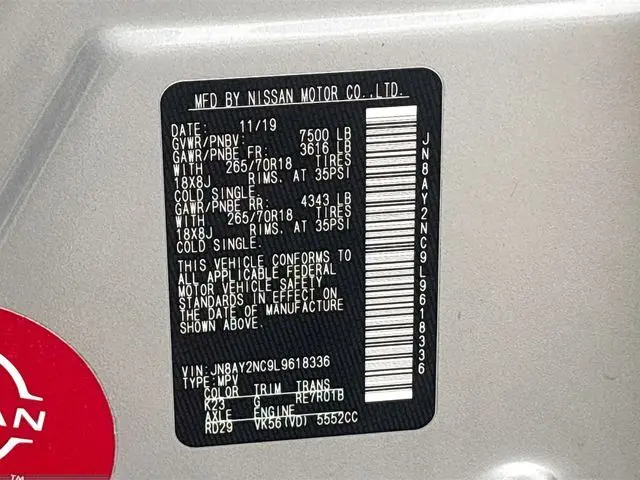 MFD BY NISSAN MOTOR CO.,LTD.
DATE: 11/19
GVWR/PNBV: 7500 LB
GAWR/PNBE FR: 3616 LB
WITH 265/70R18 TIRES
18X8J RIMS, AT 35PSI
COLD SINGLE.
GAWR/PNBE RR: 4343 LB
WITH 265/70R18 TIRES
18X8J RIMS, AT 35PSI
COLD SINGLE.
THIS VEHICLE CONFORMS TO
ALL APPLICABLE FEDERAL
MOTOR VEHICLE SAFETY
STANDARDS IN EFFECT ON
THE DATE OF MANUFACTURE
SHOWN ABOVE.
VIN: JN8AY2NC9L9618336
TYPE: MPV
COLOR TRIM TRANS
K23 G RE7R01B
AXLE ENGINE
RD29 VK56(VD) 5552CC
JN8AY2NC9L9618336
AN
TM